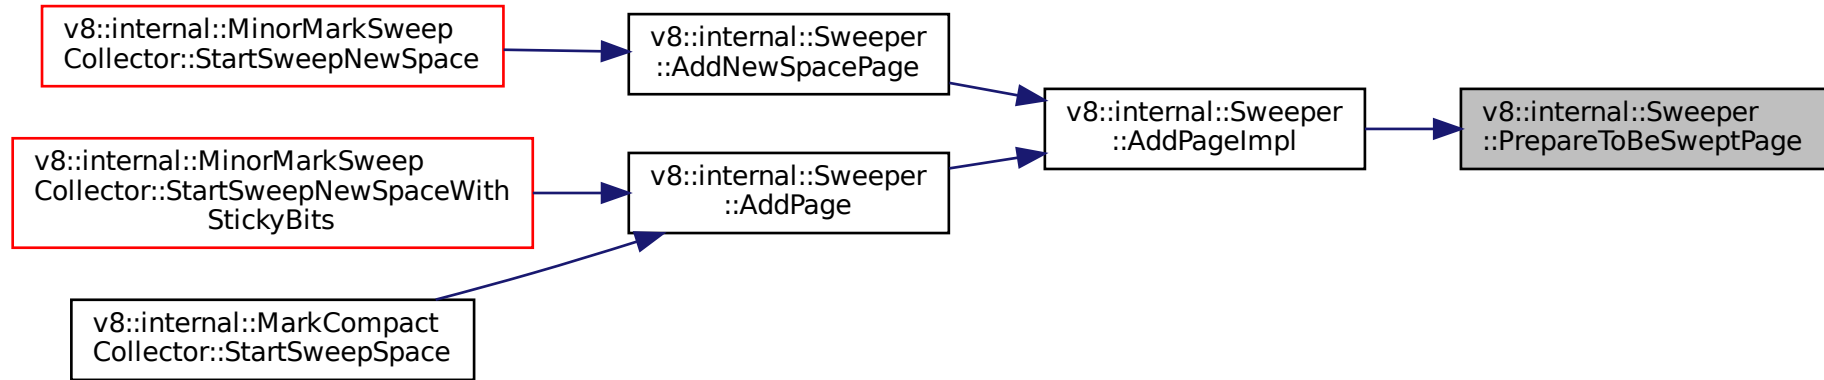 v8::internal::MinorMarkSweep
Collector::StartSweepNewSpace
v8::internal::Sweeper
::AddNewSpacePage
v8::internal::Sweeper
::AddPageImpl
v8::internal::Sweeper
::PrepareToBeSweptPage
v8::internal::MinorMarkSweep
Collector::StartSweepNewSpaceWith
StickyBits
v8::internal::Sweeper
::AddPage
v8::internal::MarkCompact
Collector::StartSweepSpace